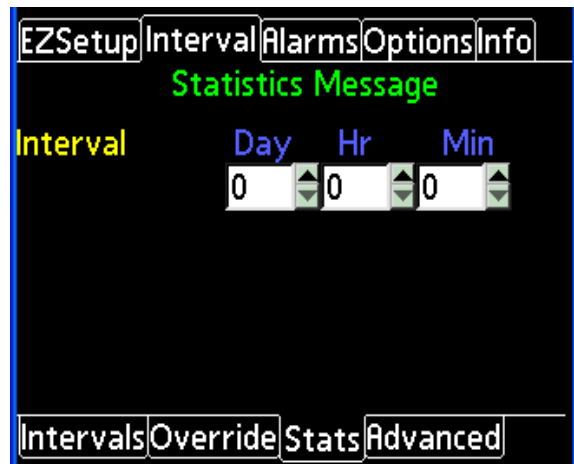 EZSetup Interval Alarms Options Info
Statistics Message
Interval Day Hr Min
0 0 0
Intervals Override Stats Advanced